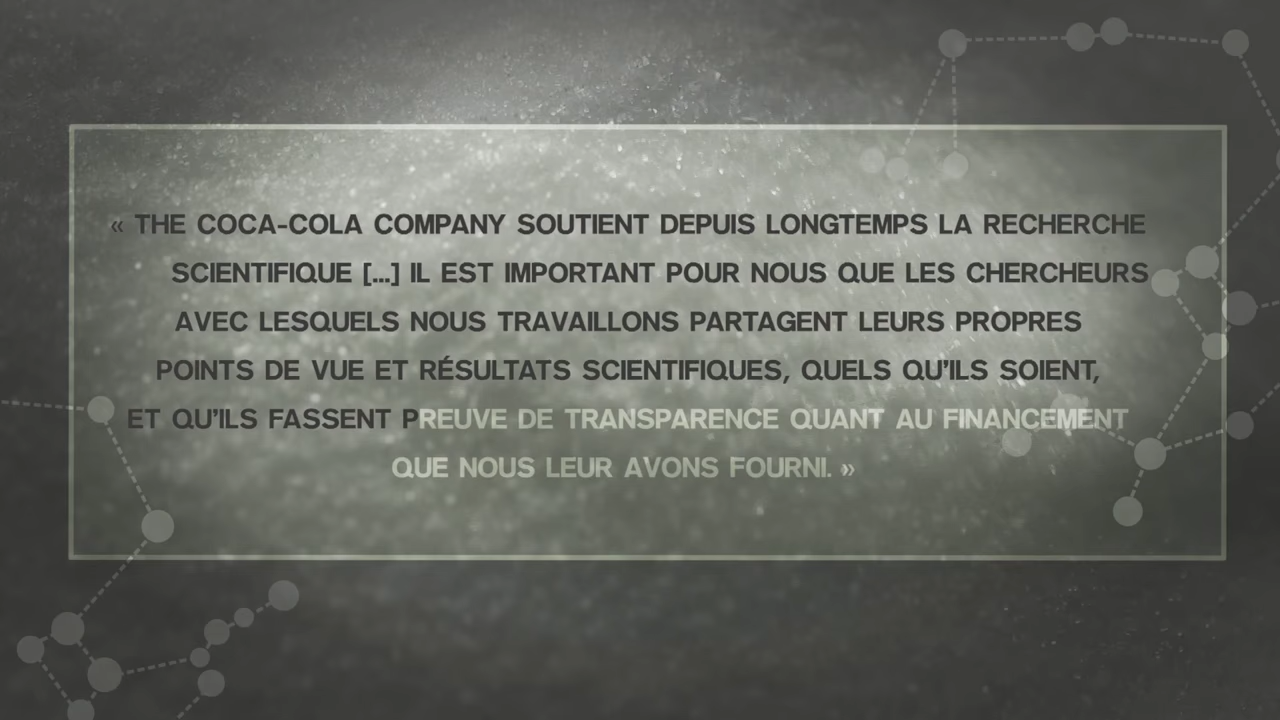 « THE COCA-COLA COMPANY SOUTIENT DEPUIS LONGTEMPS LA RECHERCHE
SCIENTIFIQUE [...] IL EST IMPORTANT POUR NOUS QUE LES CHERCHEURS
AVEC LESQUELS NOUS TRAVAILLONS PARTAGENT LEURS PROPRES
POINTS DE VUE ET RÉSULTATS SCIENTIFIQUES, QUELS QU'ILS SOIENT,
ET QU'ILS FASSENT PREUVE DE TRANSPARENCE QUANT AU FINANCEMENT
QUE NOUS LEUR AVONS FOURNI. »